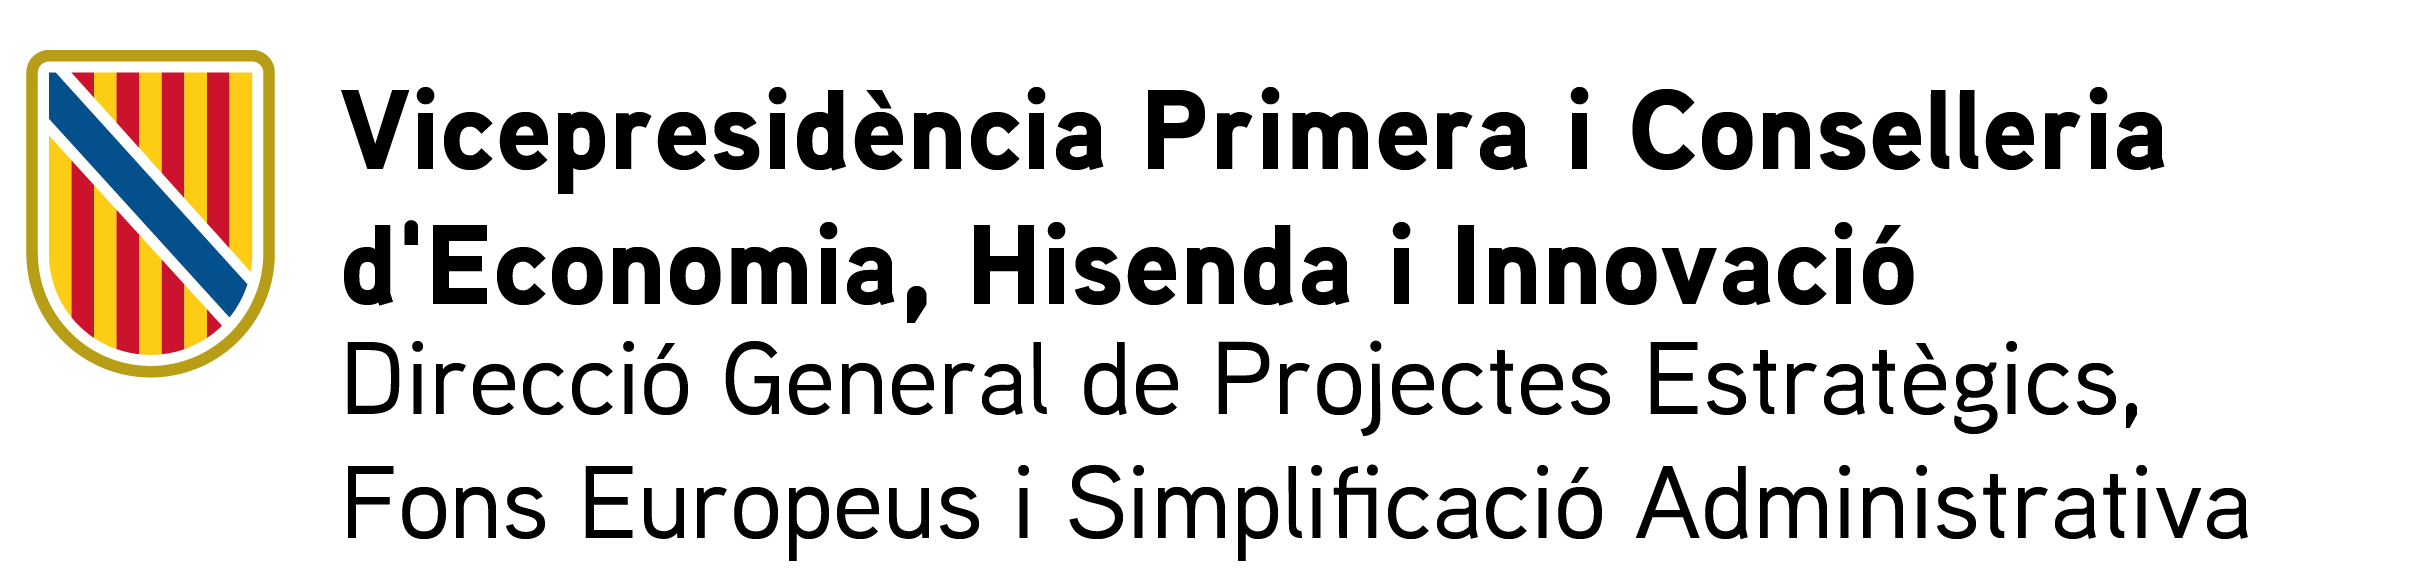 Vicepresidència Primera i Conselleria
d'Economia, Hisenda i Innovació
Direcció General de Projectes Estratègics,
Fons Europeus i Simplificació Administrativa